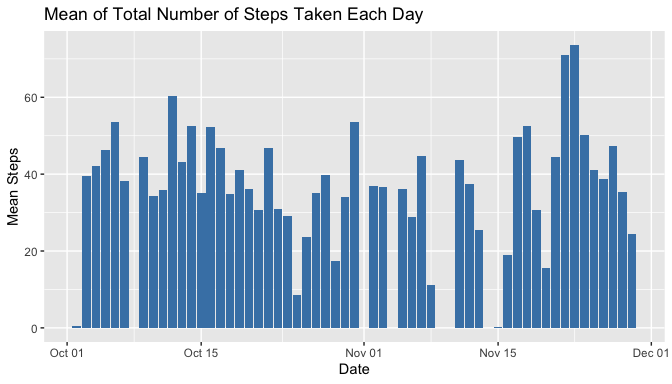 Mean of Total Number of Steps Taken Each Day
Mean Steps
60
40
20
0
Oct 01 Oct 15 Nov 01 Nov 15 Dec 01
Date